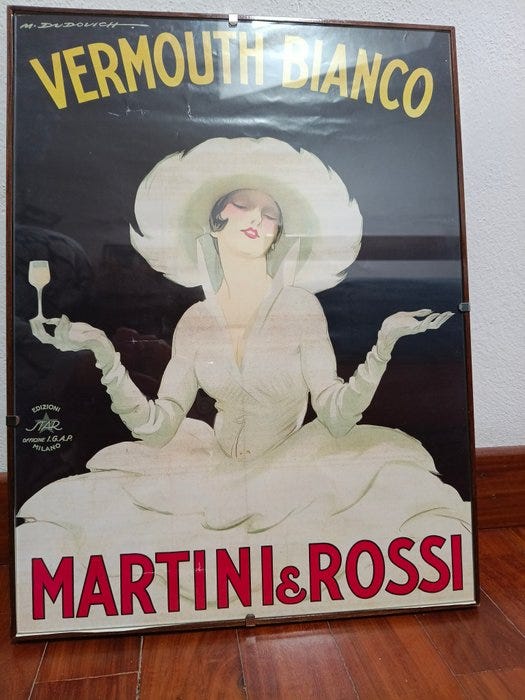 M. DUDOVICH
VERMOUTH BIANCO
EDIZIONI
STAR
OFFICINE I.G.A.P.
MILANO
MARTINI & ROSSI